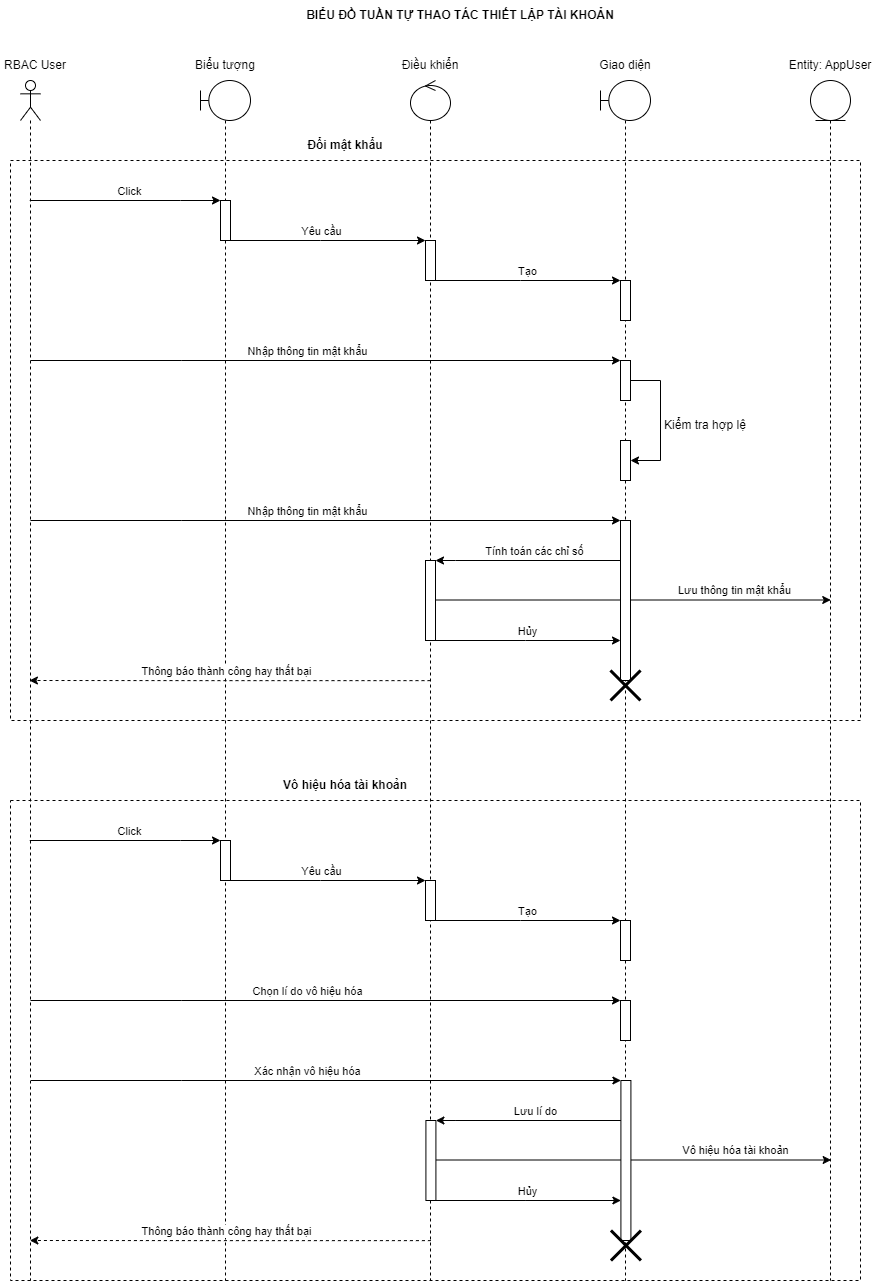 BIỂU ĐỒ TUẦN TỰ THAO TÁC THIẾT LẬP TÀI KHOẢN
RBAC User
Biểu tượng
Điều khiển
Giao diện
Entity: AppUser
Đổi mật khẩu
Click
Yêu cầu
Tạo
Nhập thông tin mật khẩu
Kiểm tra hợp lệ
Nhập thông tin mật khẩu
Tính toán các chỉ số
Lưu thông tin mật khẩu
Hủy
Thông báo thành công hay thất bại
Vô hiệu hóa tài khoản
Click
Yêu cầu
Tạo
Chọn lí do vô hiệu hóa
Xác nhận vô hiệu hóa
Lưu lí do
Vô hiệu hóa tài khoản
Hủy
Thông báo thành công hay thất bại